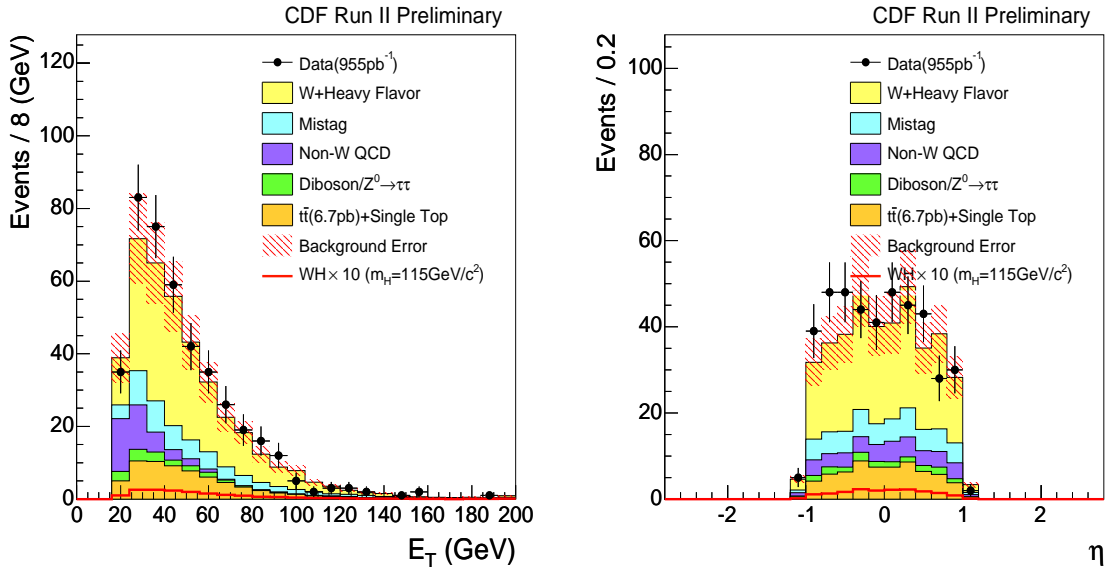 CDF Run II Preliminary
Events / 8 (GeV)
120
100
80
60
40
20
0
Data(955pb⁻¹)
W+Heavy Flavor
Mistag
Non-W QCD
Diboson/Z⁰→ττ
tt̄(6.7pb)+Single Top
Background Error
WH × 10 (m_H=115GeV/c²)
0 20 40 60 80 100 120 140 160 180 200
E_T (GeV)
CDF Run II Preliminary
Events / 0.2
100
80
60
40
20
0
Data(955pb⁻¹)
W+Heavy Flavor
Mistag
Non-W QCD
Diboson/Z⁰→ττ
tt̄(6.7pb)+Single Top
Background Error
WH × 10 (m_H=115GeV/c²)
-2 -1 0 1 2
η